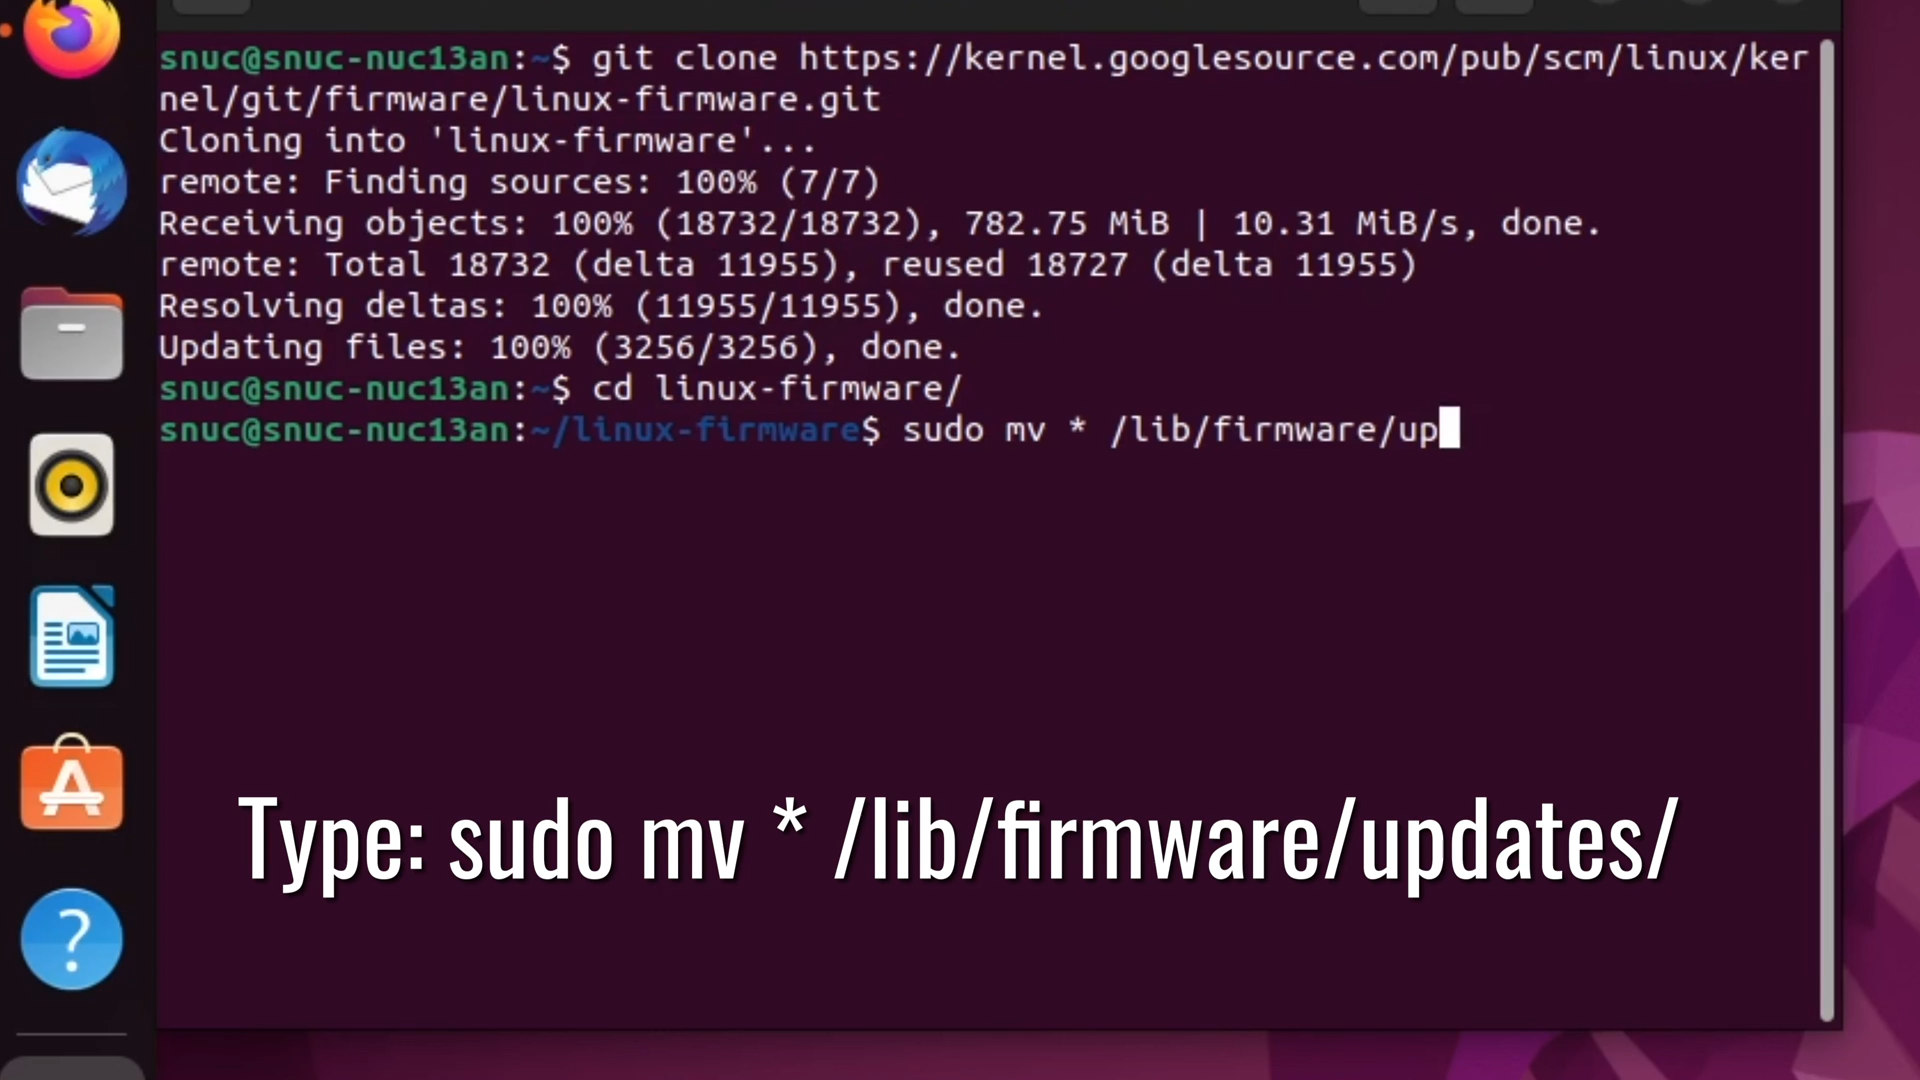 snuc@snuc-nuc13an:~$ git clone https://kernel.googlesource.com/pub/scm/linux/ker
nel/git/firmware/linux-firmware.git
Cloning into 'linux-firmware'...
remote: Finding sources: 100% (7/7)
Receiving objects: 100% (18732/18732), 782.75 MiB | 10.31 MiB/s, done.
remote: Total 18732 (delta 11955), reused 18727 (delta 11955)
Resolving deltas: 100% (11955/11955), done.
Updating files: 100% (3256/3256), done.
snuc@snuc-nuc13an:~$ cd linux-firmware/
snuc@snuc-nuc13an:~/linux-firmware$ sudo mv * /lib/firmware/up
Type: sudo mv * /lib/firmware/updates/